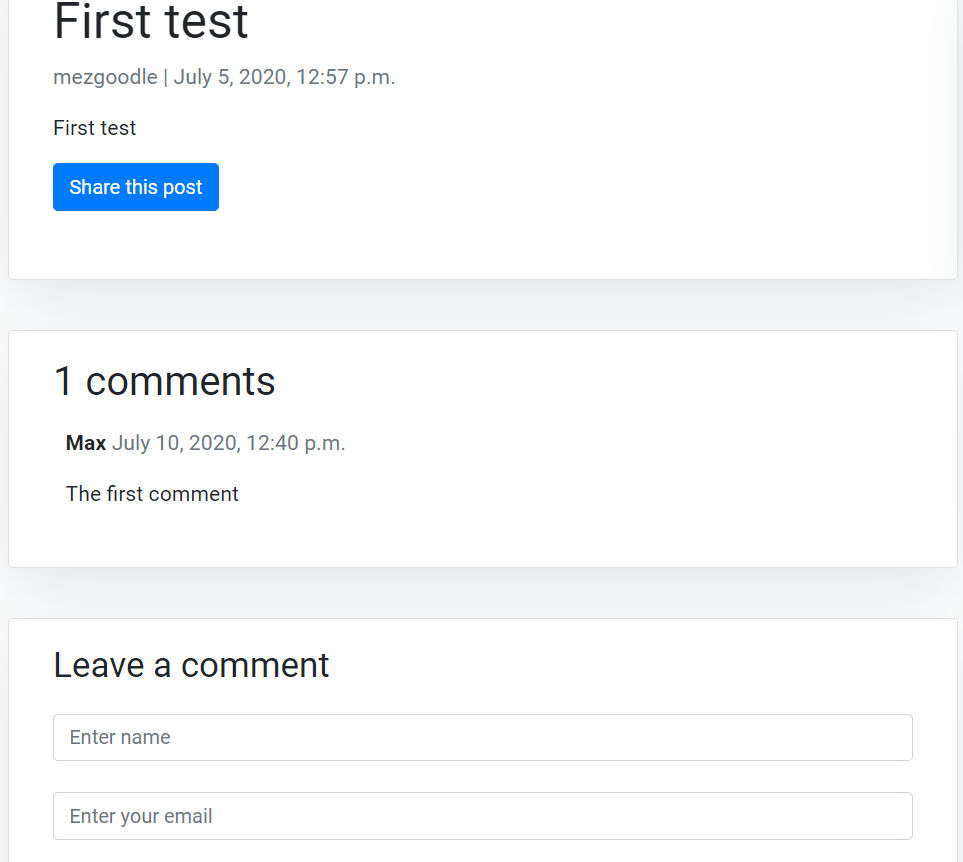 First test
mezgoodle | July 5, 2020, 12:57 p.m.
First test
Share this post
1 comments
Max July 10, 2020, 12:40 p.m.
The first comment
Leave a comment
Enter name
Enter your email